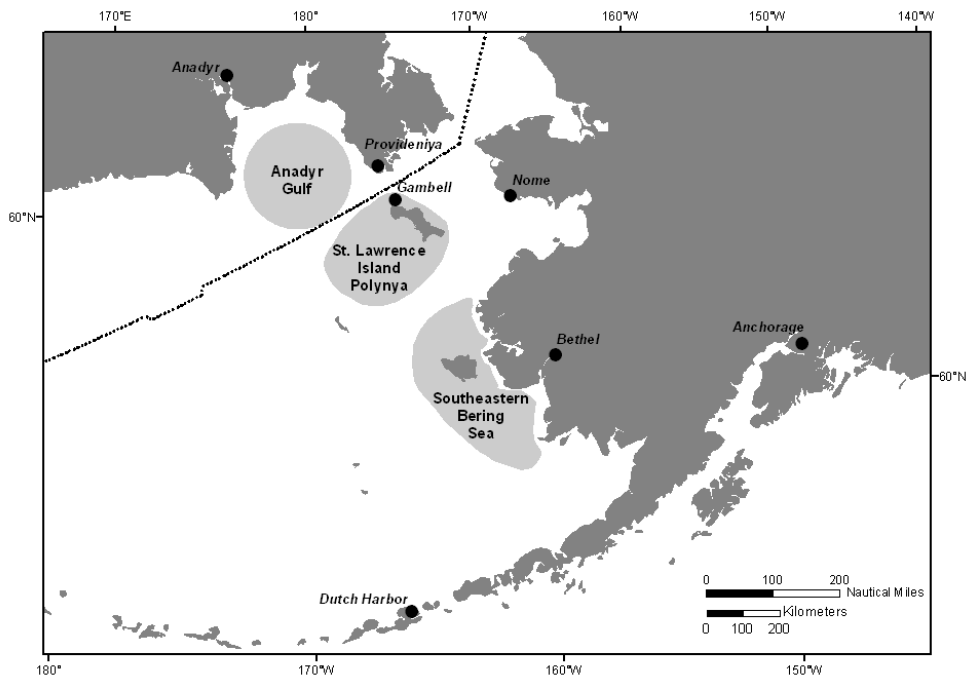 170°E
180°
170°W
160°W
150°W
140°W
Anadyr
Provideniya
Anadyr
Gulf
Gambell
Nome
60°N
St. Lawrence
Island
Polynya
Bethel
Anchorage
60°N
Southeastern
Bering
Sea
0 100 200
Nautical Miles
Kilometers
0 100 200
Dutch Harbor
180°
170°W
160°W
150°W